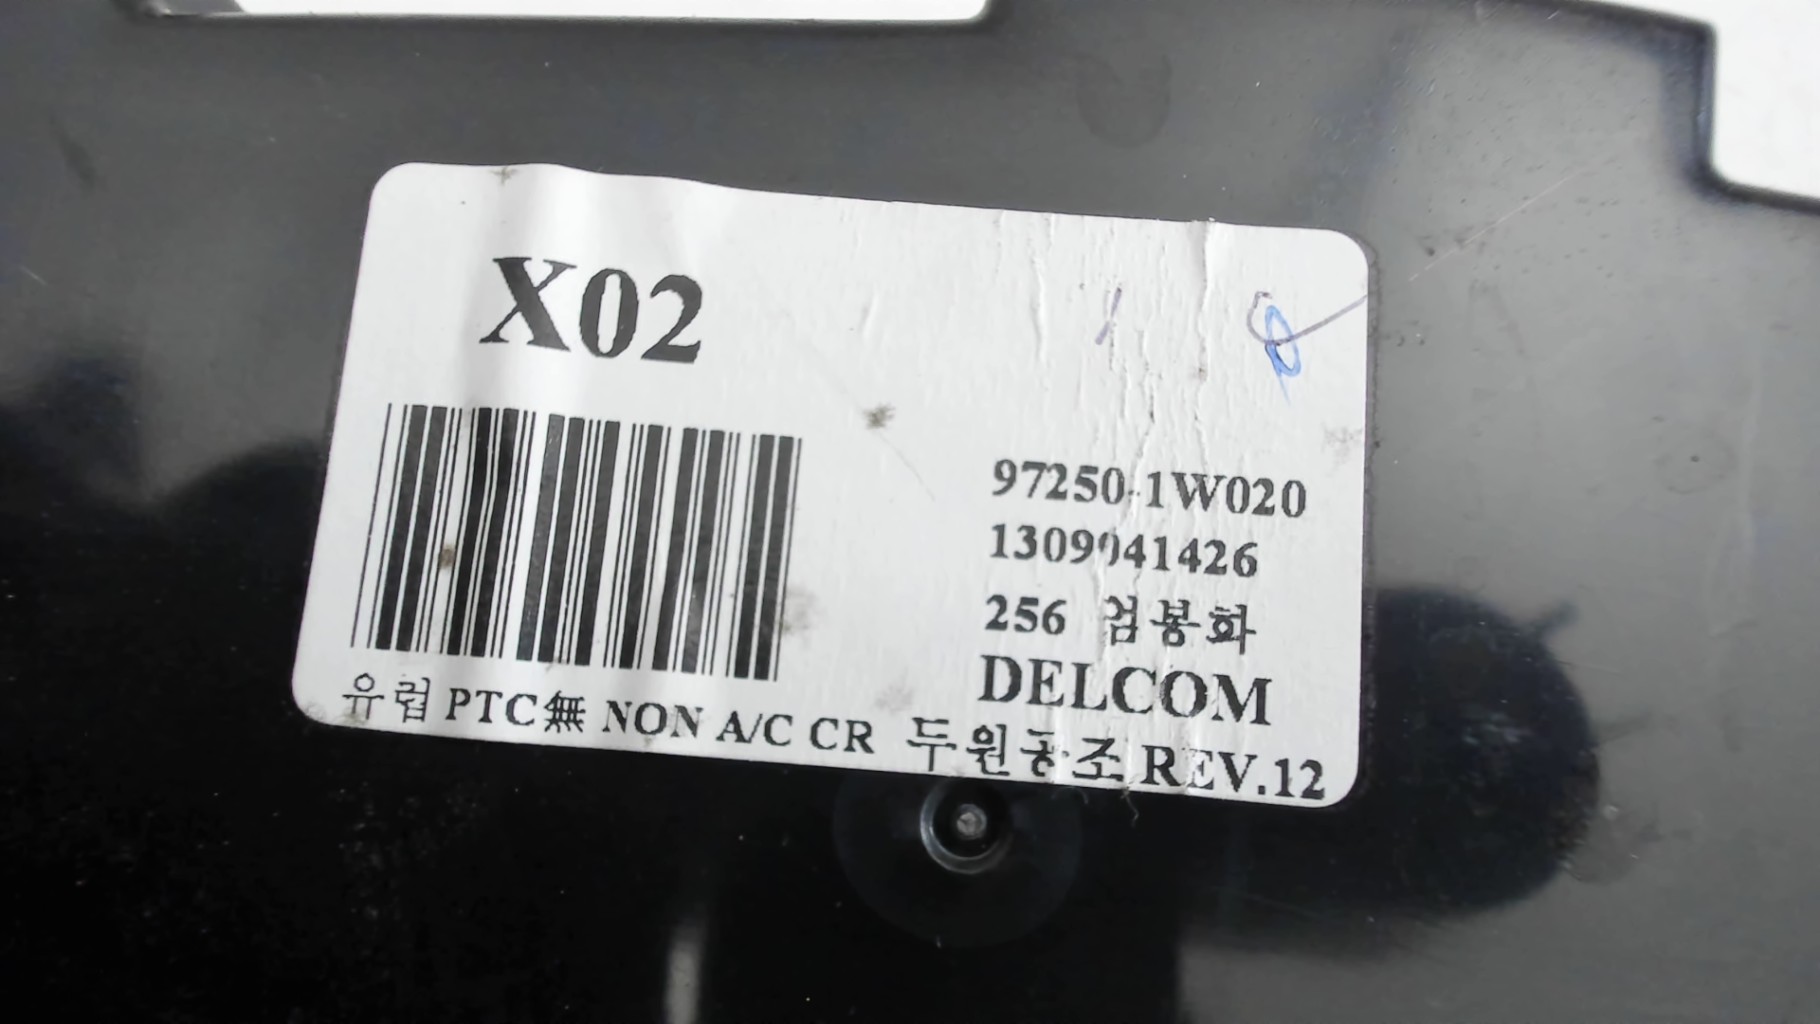 X02
97250-1W020
1309041426
256 검봉화
DELCOM
유럽 PTC無 NON A/C CR 두원공조 REV.12